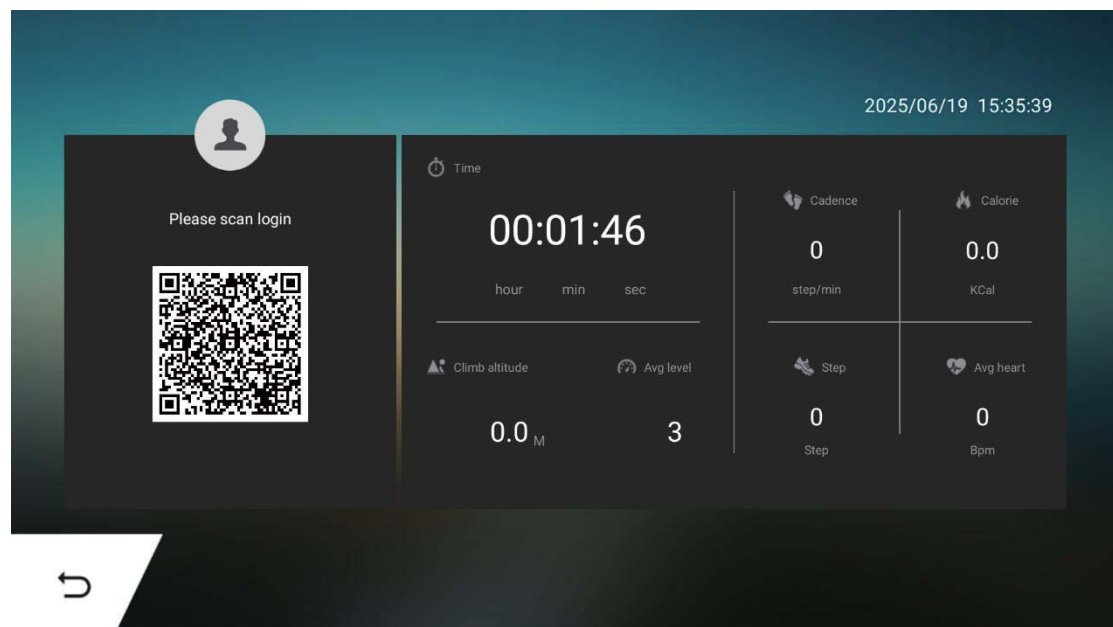 2025/06/19 15:35:39
Please scan login
Time
00:01:46
hour min sec
Climb altitude
0.0 M
Avg level
3
Cadence
0
step/min
Calorie
0.0
KCal
Step
0
Step
Avg heart
0
Bpm